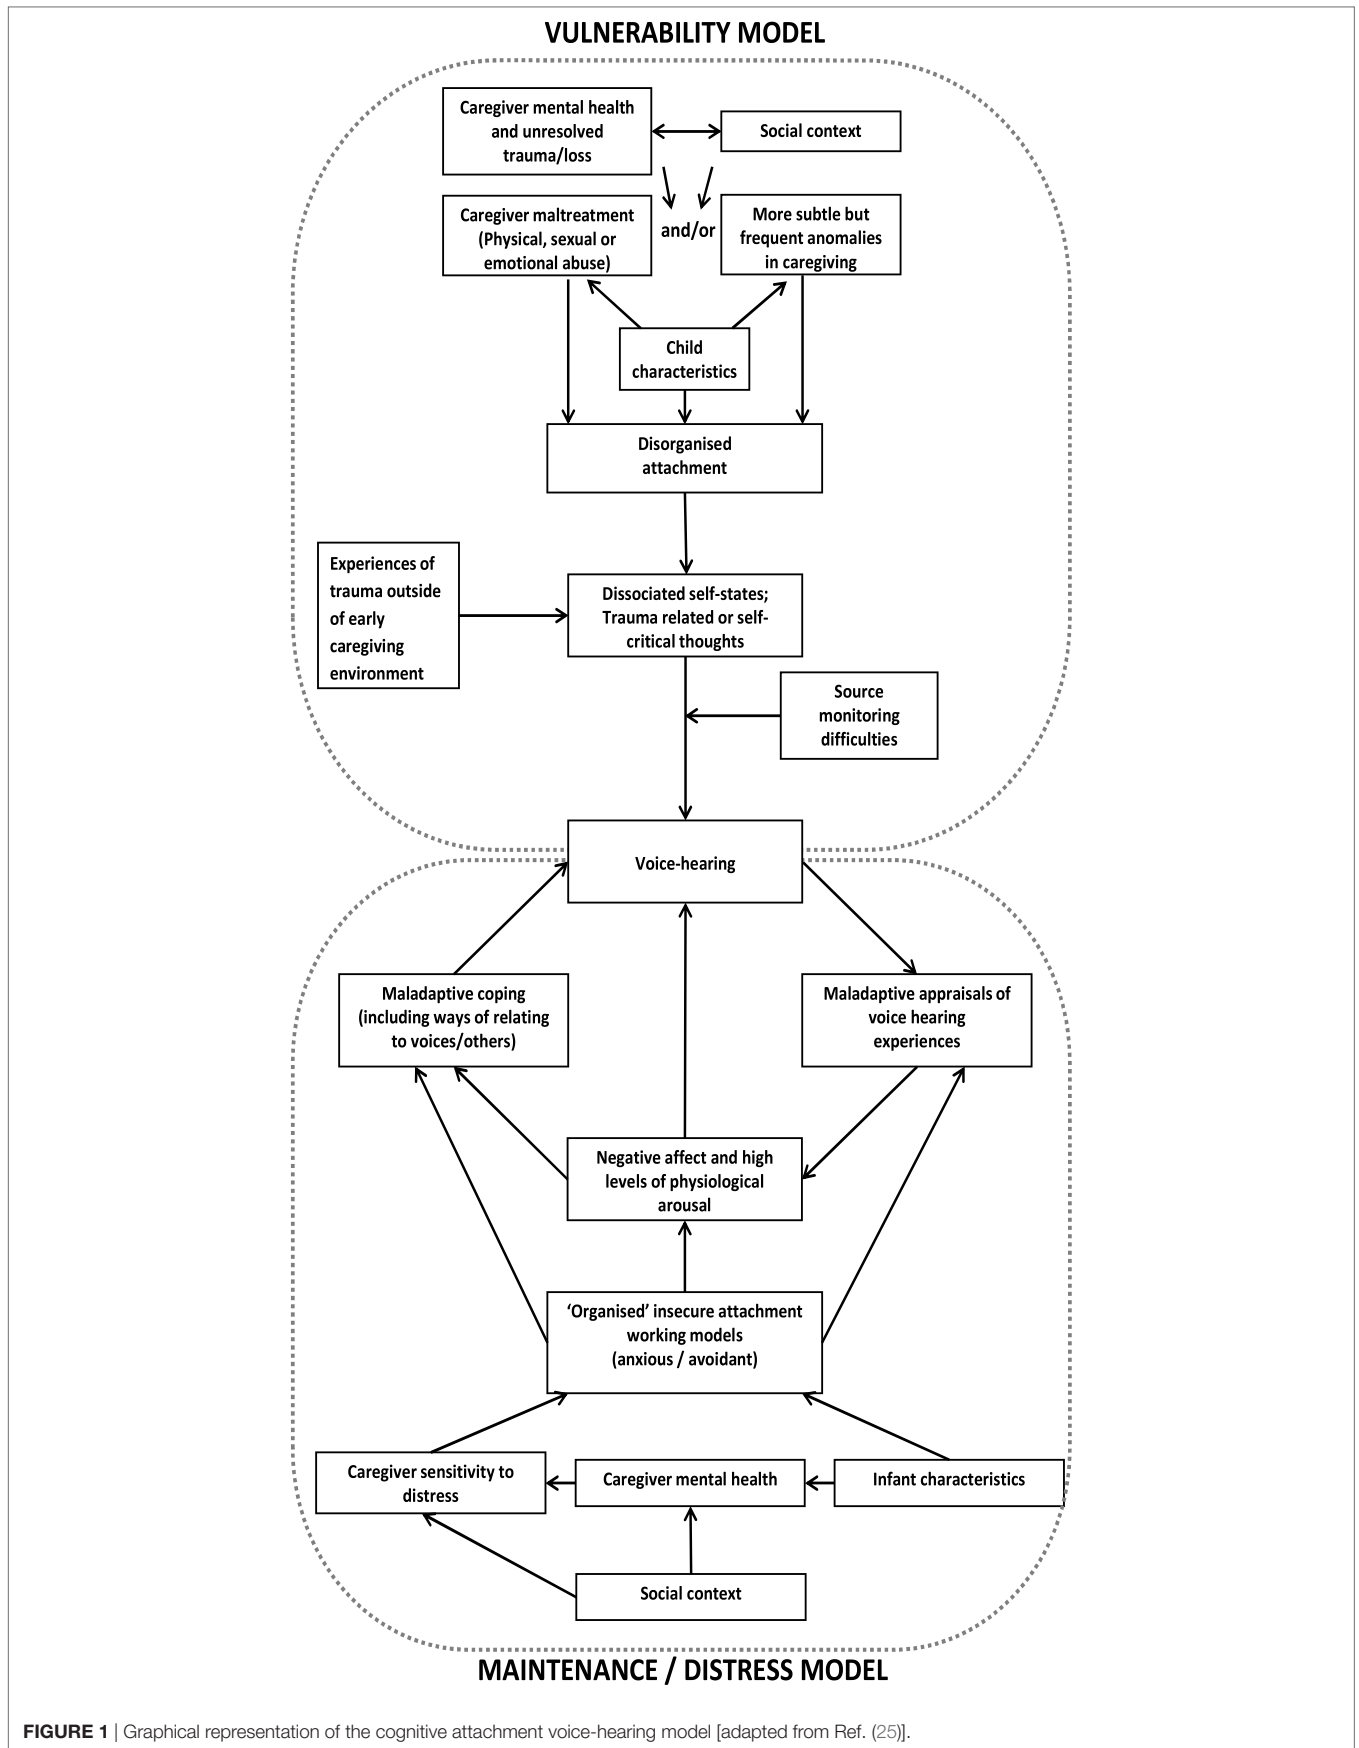 VULNERABILITY MODEL
Caregiver mental health
and unresolved
trauma/loss
Social context
Caregiver maltreatment
(Physical, sexual or
emotional abuse)
and/or
More subtle but
frequent anomalies
in caregiving
Child
characteristics
Disorganised
attachment
Experiences of
trauma outside
of early
caregiving
environment
Dissociated self-states;
Trauma related or self-
critical thoughts
Source
monitoring
difficulties
Voice-hearing
Maladaptive coping
(including ways of relating
to voices/others)
Maladaptive appraisals of
voice hearing
experiences
Negative affect and high
levels of physiological
arousal
‘Organised’ insecure attachment
working models
(anxious / avoidant)
Caregiver sensitivity to
distress
Caregiver mental health
Infant characteristics
Social context
MAINTENANCE / DISTRESS MODEL
FIGURE 1 | Graphical representation of the cognitive attachment voice-hearing model [adapted from Ref. (25)].